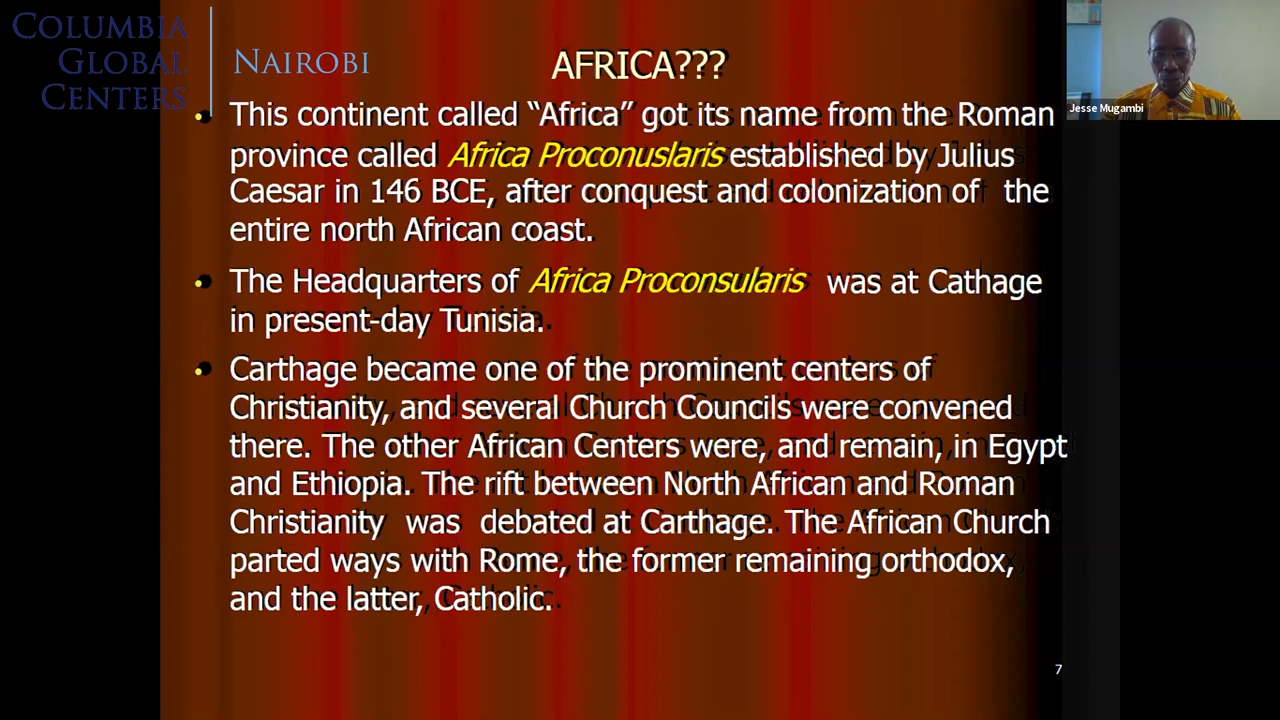 COLUMBIA
GLOBAL
CENTERS
NAIROBI
AFRICA???
Jesse Mugambi
• This continent called “Africa” got its name from the Roman
province called Africa Proconuslaris established by Julius
Caesar in 146 BCE, after conquest and colonization of the
entire north African coast.
• The Headquarters of Africa Proconsularis was at Cathage
in present-day Tunisia.
• Carthage became one of the prominent centers of
Christianity, and several Church Councils were convened
there. The other African Centers were, and remain, in Egypt
and Ethiopia. The rift between North African and Roman
Christianity was debated at Carthage. The African Church
parted ways with Rome, the former remaining orthodox,
and the latter, Catholic.
7